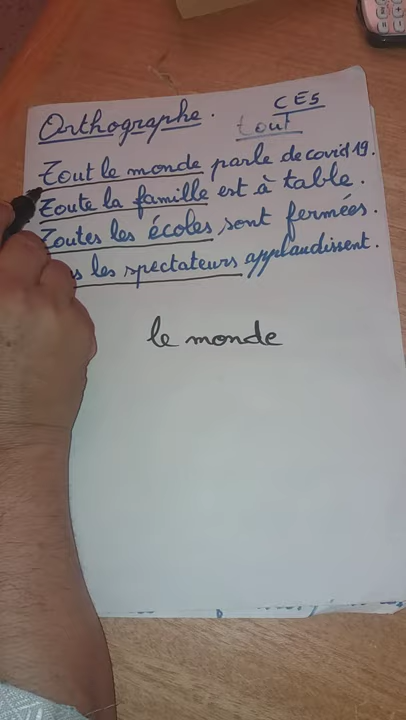 Orthographe. CE5
tout
Tout le monde parle de covid 19.
Toute la famille est à table.
Toutes les écoles sont fermées.
les spectateurs applaudissent.
le monde